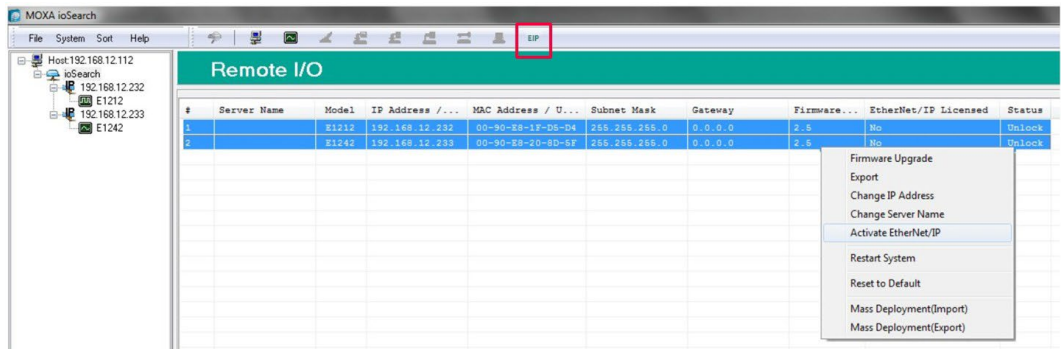 MOXA ioSearch
File System Sort Help
EIP
Host:192.168.12.112
ioSearch
192.168.12.232
E1212
192.168.12.233
E1242
Remote I/O
# Server Name Model IP Address /... MAC Address / U... Subnet Mask Gateway Firmware... EtherNet/IP Licensed Status
1 E1212 192.168.12.232 00-90-E8-1F-D5-D4 255.255.255.0 0.0.0.0 2.5 No Unlock
2 E1242 192.168.12.233 00-90-E8-20-8D-5F 255.255.255.0 0.0.0.0 2.5 No Unlock
Firmware Upgrade
Export
Change IP Address
Change Server Name
Activate EtherNet/IP
Restart System
Reset to Default
Mass Deployment(Import)
Mass Deployment(Export)